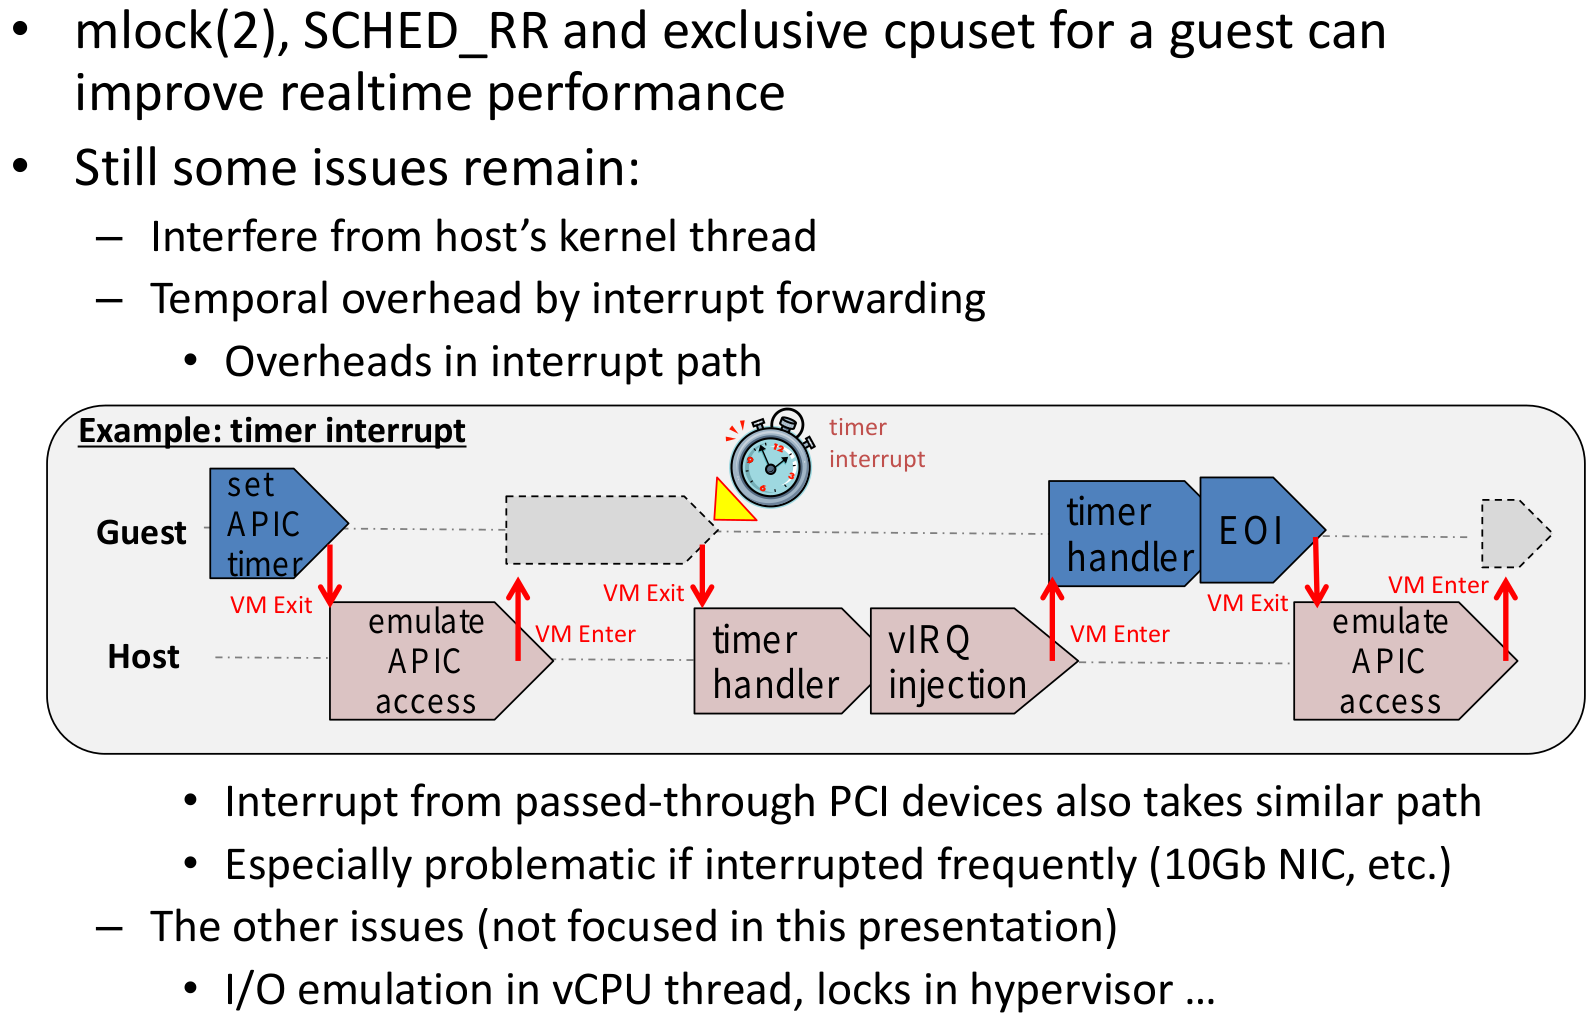 • mlock(2), SCHED_RR and exclusive cpuset for a guest can
improve realtime performance
• Still some issues remain:
– Interfere from host’s kernel thread
– Temporal overhead by interrupt forwarding
• Overheads in interrupt path
Example: timer interrupt
timer
interrupt
Guest
set
APIC
timer
timer
handler
EOI
VM Exit
VM Enter
VM Exit
VM Enter
VM Exit
VM Enter
Host
emulate
APIC
access
timer
handler
vIRQ
injection
emulate
APIC
access
• Interrupt from passed-through PCI devices also takes similar path
• Especially problematic if interrupted frequently (10Gb NIC, etc.)
– The other issues (not focused in this presentation)
• I/O emulation in vCPU thread, locks in hypervisor …